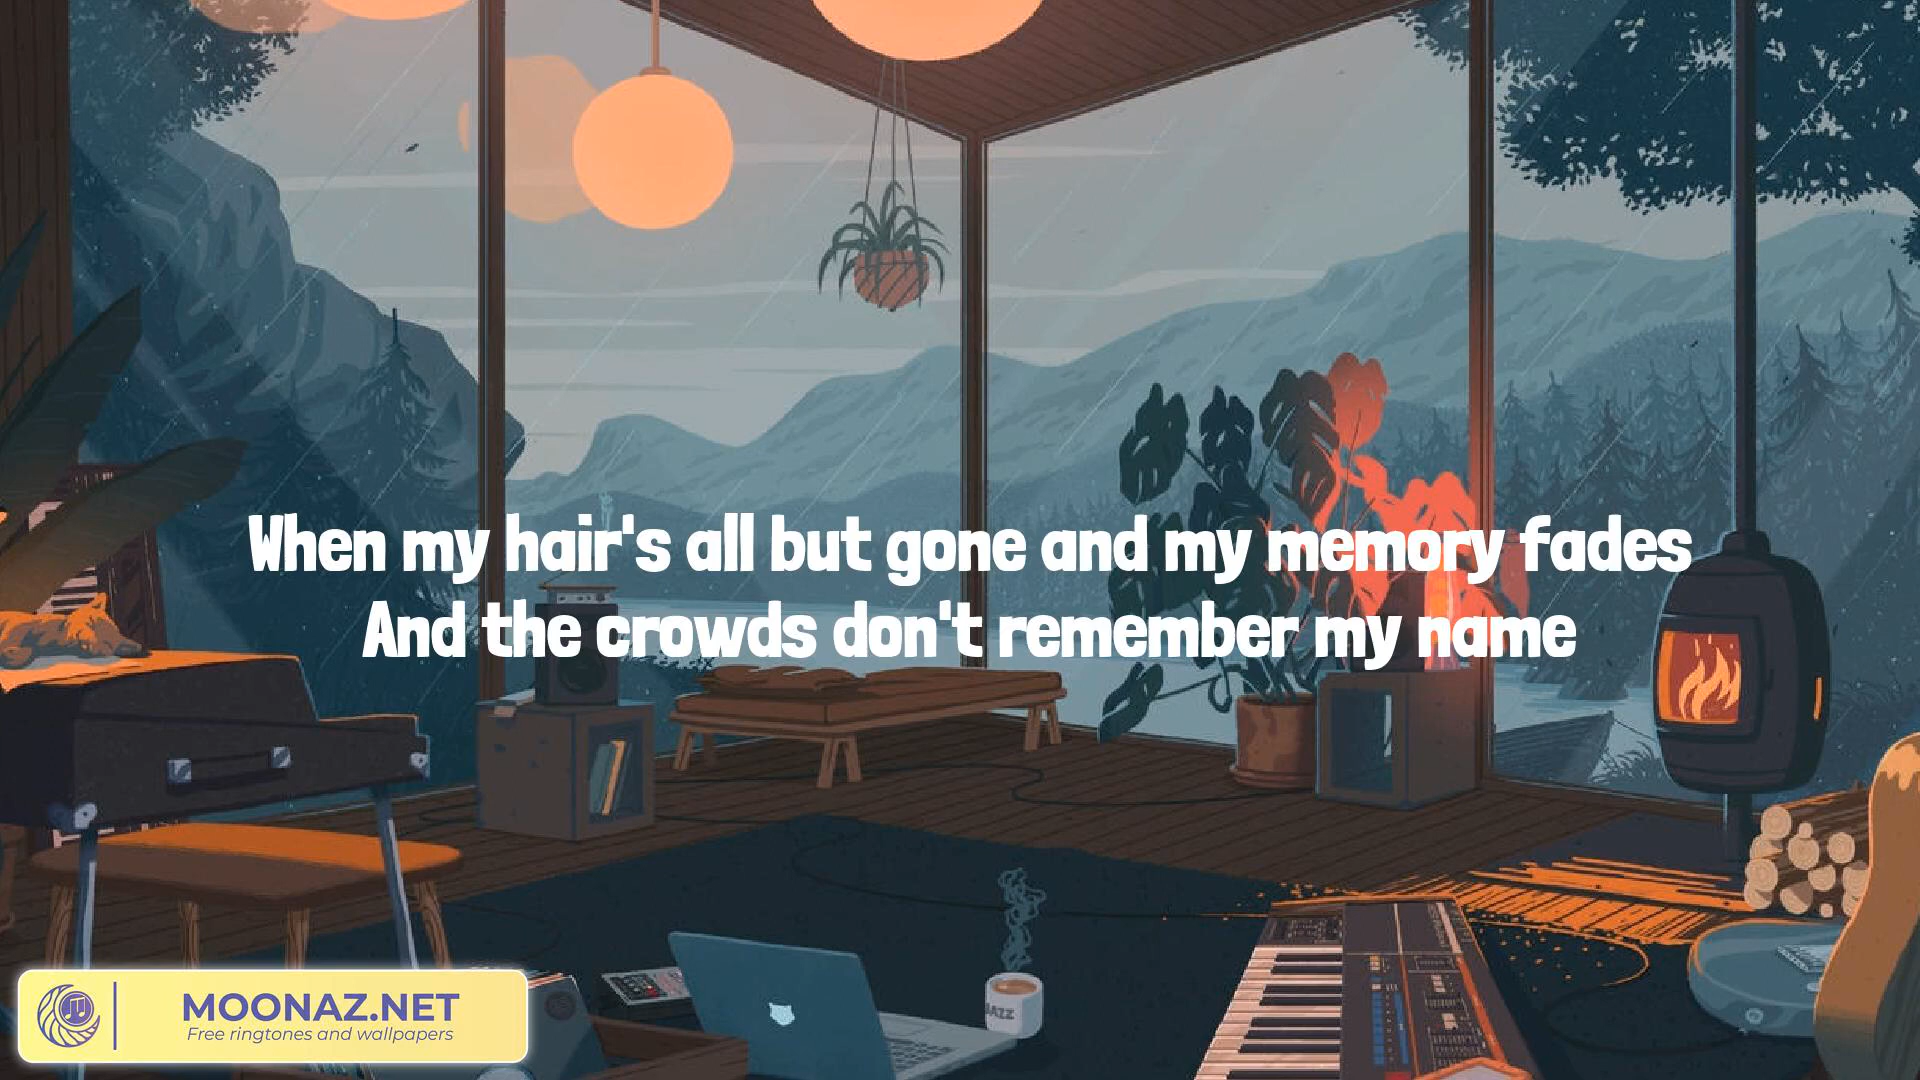 When my hair's all but gone and my memory fades
And the crowds don't remember my name
JAZZ
MOONAZ.NET
Free ringtones and wallpapers